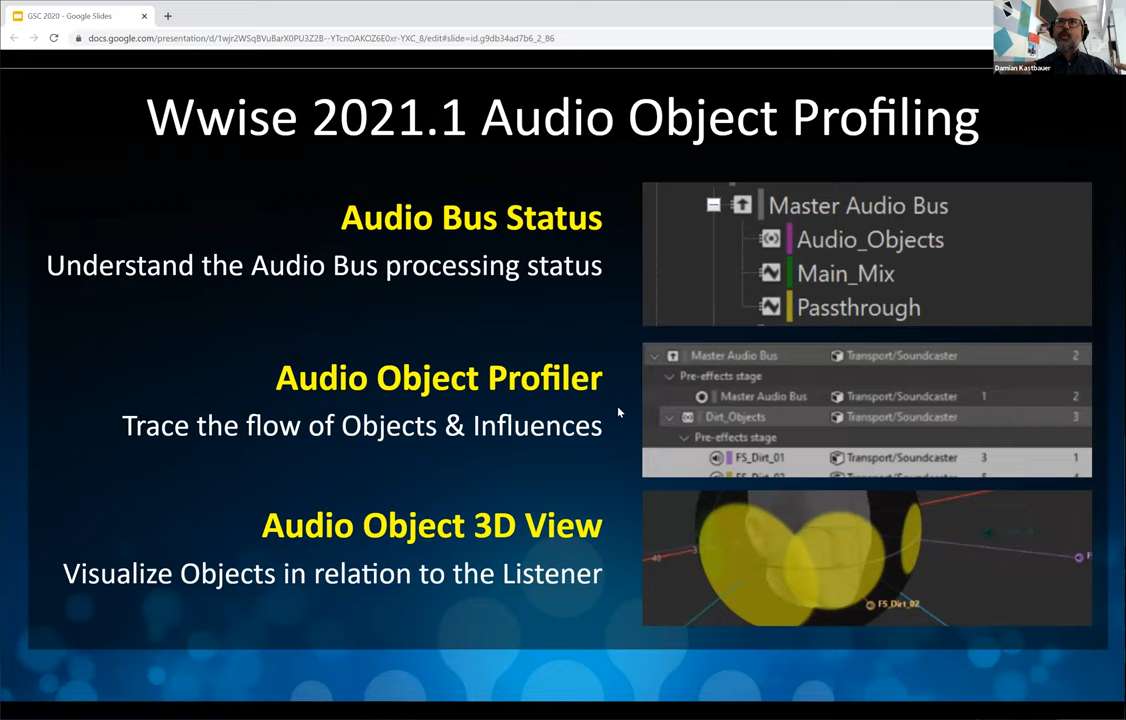 GSC 2020 - Google Slides
docs.google.com/presentation/d/1wjr2WSqBVuBarX0PU3Z2B--YTcnOAKOZ6E0xr-YXC_8/edit#slide=id.g9db34ad7b6_2_86
Damian Kastbauer
Wwise 2021.1 Audio Object Profiling
Audio Bus Status
Understand the Audio Bus processing status
Master Audio Bus
Audio_Objects
Main_Mix
Passthrough
Audio Object Profiler
Trace the flow of Objects & Influences
Master Audio Bus Transport/Soundcaster 2
Pre-effects stage
Master Audio Bus Transport/Soundcaster 1 2
Dirt_Objects Transport/Soundcaster 3
Pre-effects stage
FS_Dirt_01 Transport/Soundcaster 3 1
Audio Object 3D View
Visualize Objects in relation to the Listener
40
FS_Dirt_02